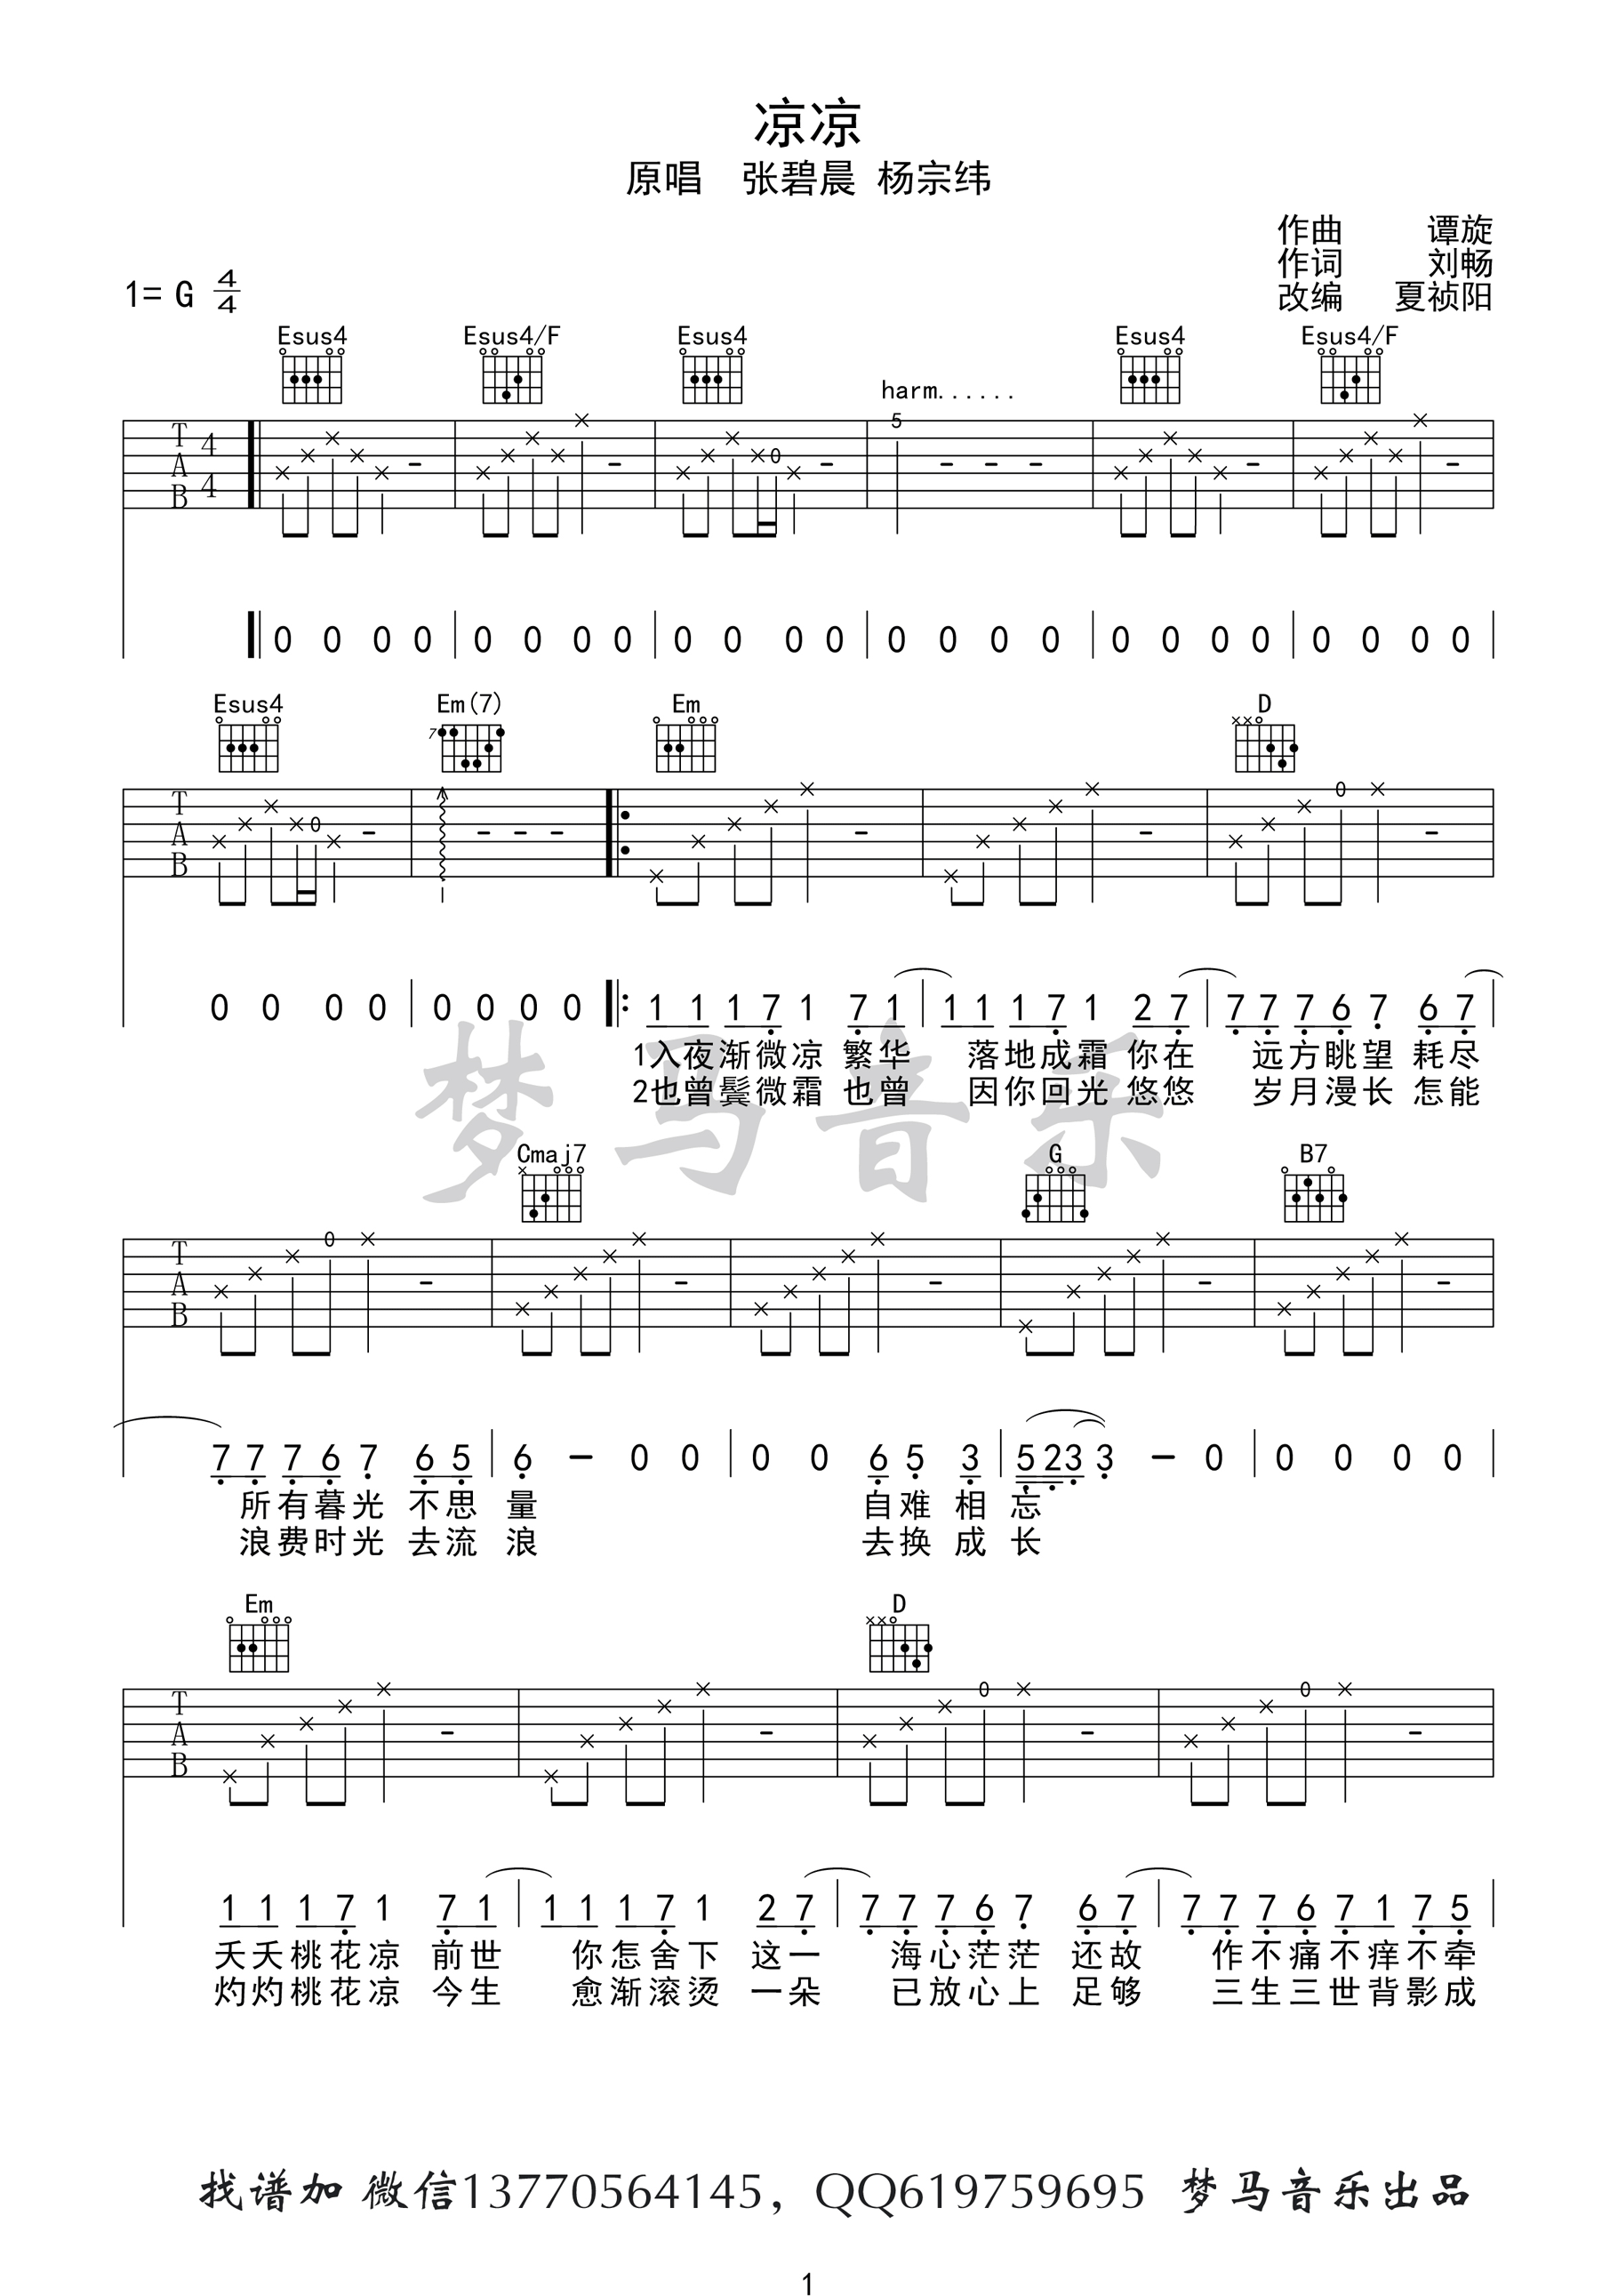 凉凉
原唱 张碧晨 杨宗纬
作曲 谭旋
作词 刘畅
1= G 4/4 改编 夏祯阳
Esus4 Esus4/F Esus4 Esus4 Esus4/F
harm......
T A B 4 4 0 5
0 0 0 0 0 0 0 0 0 0 0 0 0 0 0 0 0 0 0 0 0 0 0 0
Esus4 Em(7) Em D
7
T A B 0 0
0 0 0 0 0 0 0 0 1 1 1 7 1 7 1 1 1 1 7 1 2 7 7 7 7 6 7 6 7
1入夜渐微凉 繁华 落地成霜 你在 远方眺望 耗尽
2也曾鬓微霜 也曾 因你回光 悠悠 岁月漫长 怎能
梦马音乐
Cmaj7 G B7
T A B 0
7 7 7 6 7 6 5 6 - 0 0 0 0 6 5 3 5 2 3 3 - 0 0 0 0 0
所有暮光 不思 量 自难 相 忘
浪费时光 去流 浪 去换 成 长
Em D
T A B 0 0
1 1 1 7 1 7 1 1 1 1 7 1 2 7 7 7 7 6 7 6 7 7 7 7 6 7 1 7 5
夭夭桃花凉 前世 你怎舍下 这一 海心茫茫 还故 作不痛不痒不牵
灼灼桃花凉 今生 愈渐滚烫 一朵 已放心上 足够 三生三世背影成
找谱加 微信13770564145，QQ619759695 梦马音乐出品
1